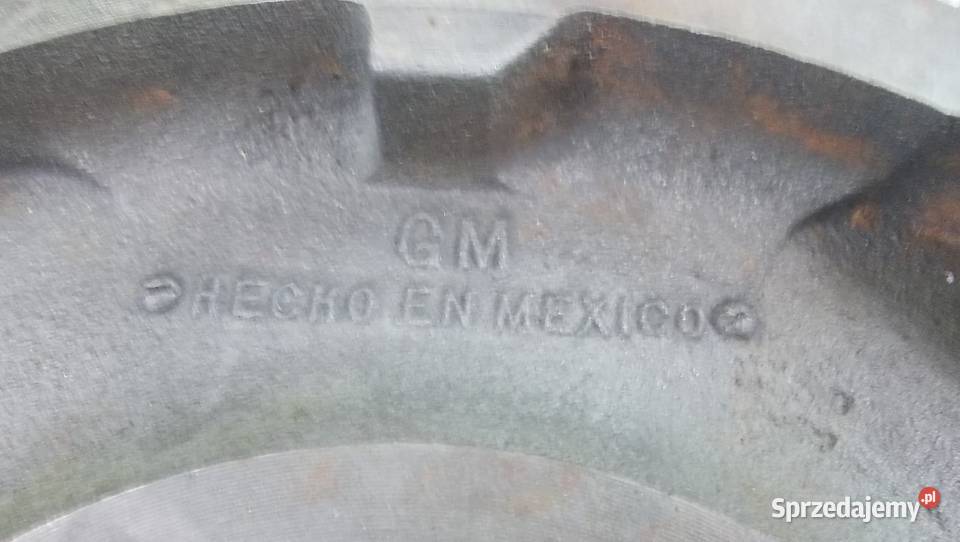 GM
HECHO EN MEXICO
Sprzedajemy.pl